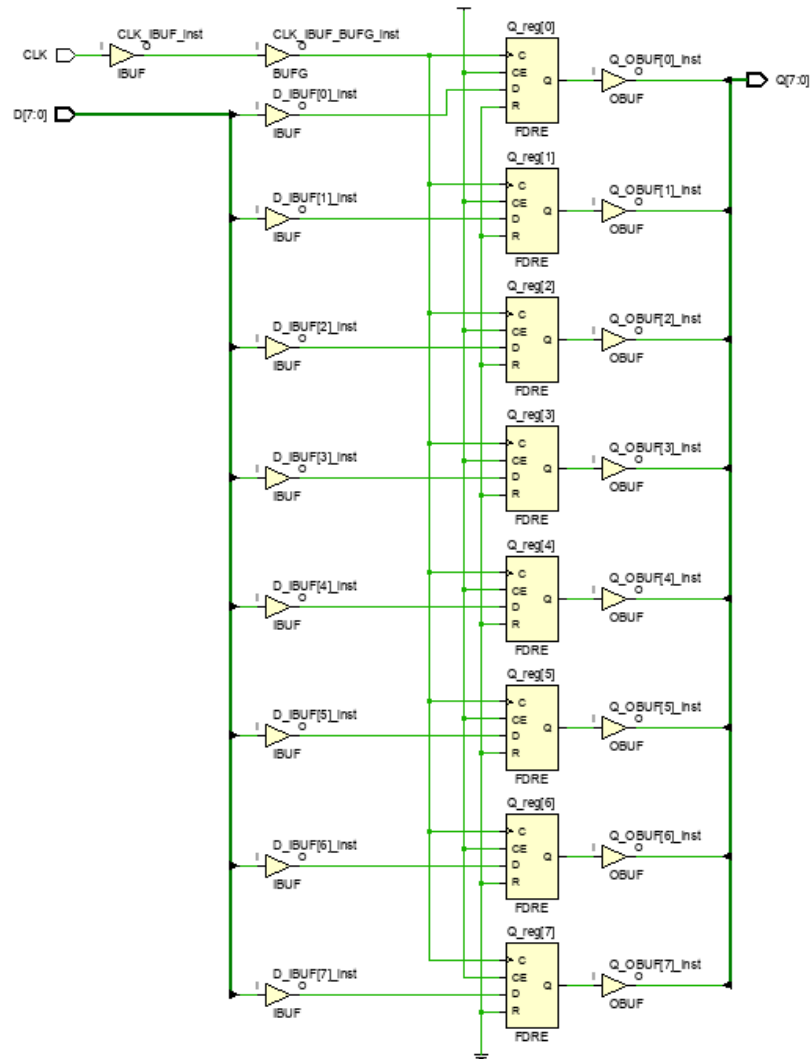 Q_reg[0]
CLK_IBUF_inst CLK_IBUF_BUFG_inst
CLK I O I O C Q_OBUF[0]_inst
IBUF BUFG CE Q I O Q[7:0]
D_IBUF[0]_inst D OBUF
D[7:0] I O R
IBUF FDRE
Q_reg[1]
D_IBUF[1]_inst C Q_OBUF[1]_inst
I O CE Q I O
IBUF D OBUF
R
FDRE
Q_reg[2]
D_IBUF[2]_inst C Q_OBUF[2]_inst
I O CE Q I O
IBUF D OBUF
R
FDRE
Q_reg[3]
D_IBUF[3]_inst C Q_OBUF[3]_inst
I O CE Q I O
IBUF D OBUF
R
FDRE
Q_reg[4]
D_IBUF[4]_inst C Q_OBUF[4]_inst
I O CE Q I O
IBUF D OBUF
R
FDRE
Q_reg[5]
D_IBUF[5]_inst C Q_OBUF[5]_inst
I O CE Q I O
IBUF D OBUF
R
FDRE
Q_reg[6]
D_IBUF[6]_inst C Q_OBUF[6]_inst
I O CE Q I O
IBUF D OBUF
R
FDRE
Q_reg[7]
D_IBUF[7]_inst C Q_OBUF[7]_inst
I O CE Q I O
IBUF D OBUF
R
FDRE